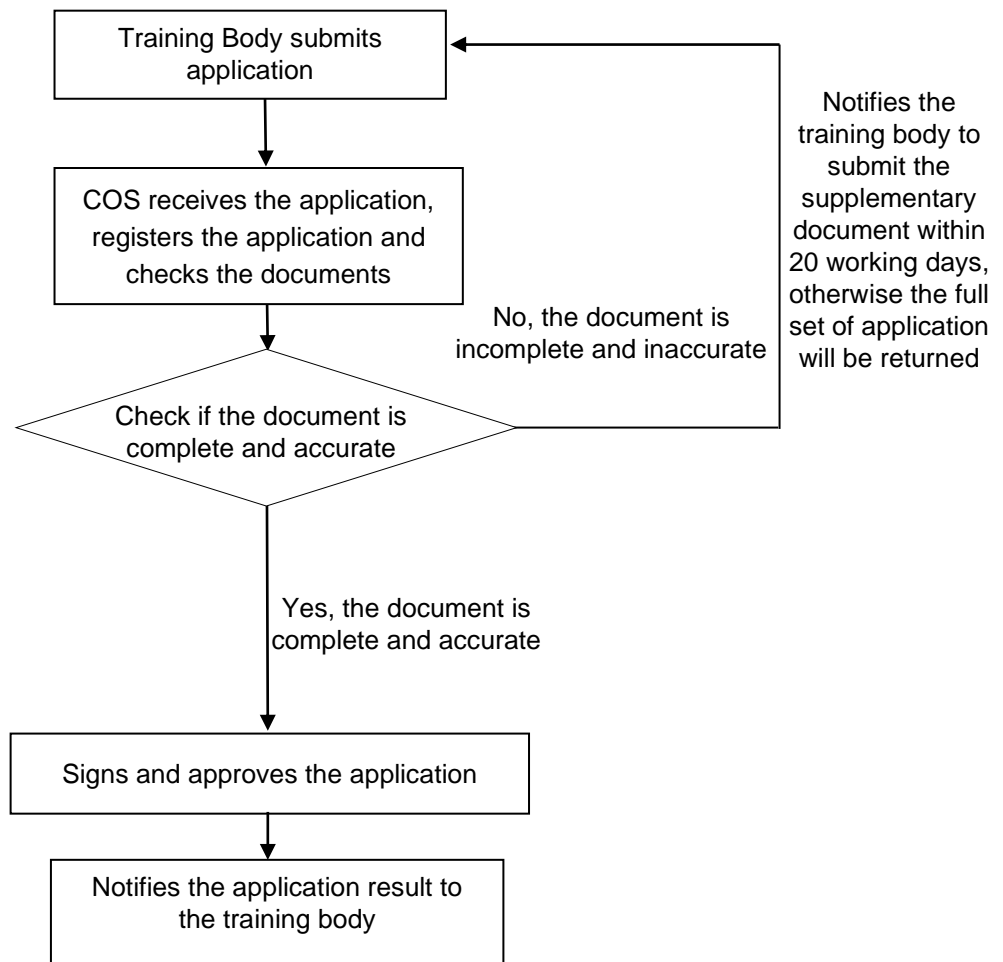 Training Body submits
application
COS receives the application,
registers the application and
checks the documents
Check if the document is
complete and accurate
No, the document is
incomplete and inaccurate
Notifies the
training body to
submit the
supplementary
document within
20 working days,
otherwise the full
set of application
will be returned
Yes, the document is
complete and accurate
Signs and approves the application
Notifies the application result to
the training body